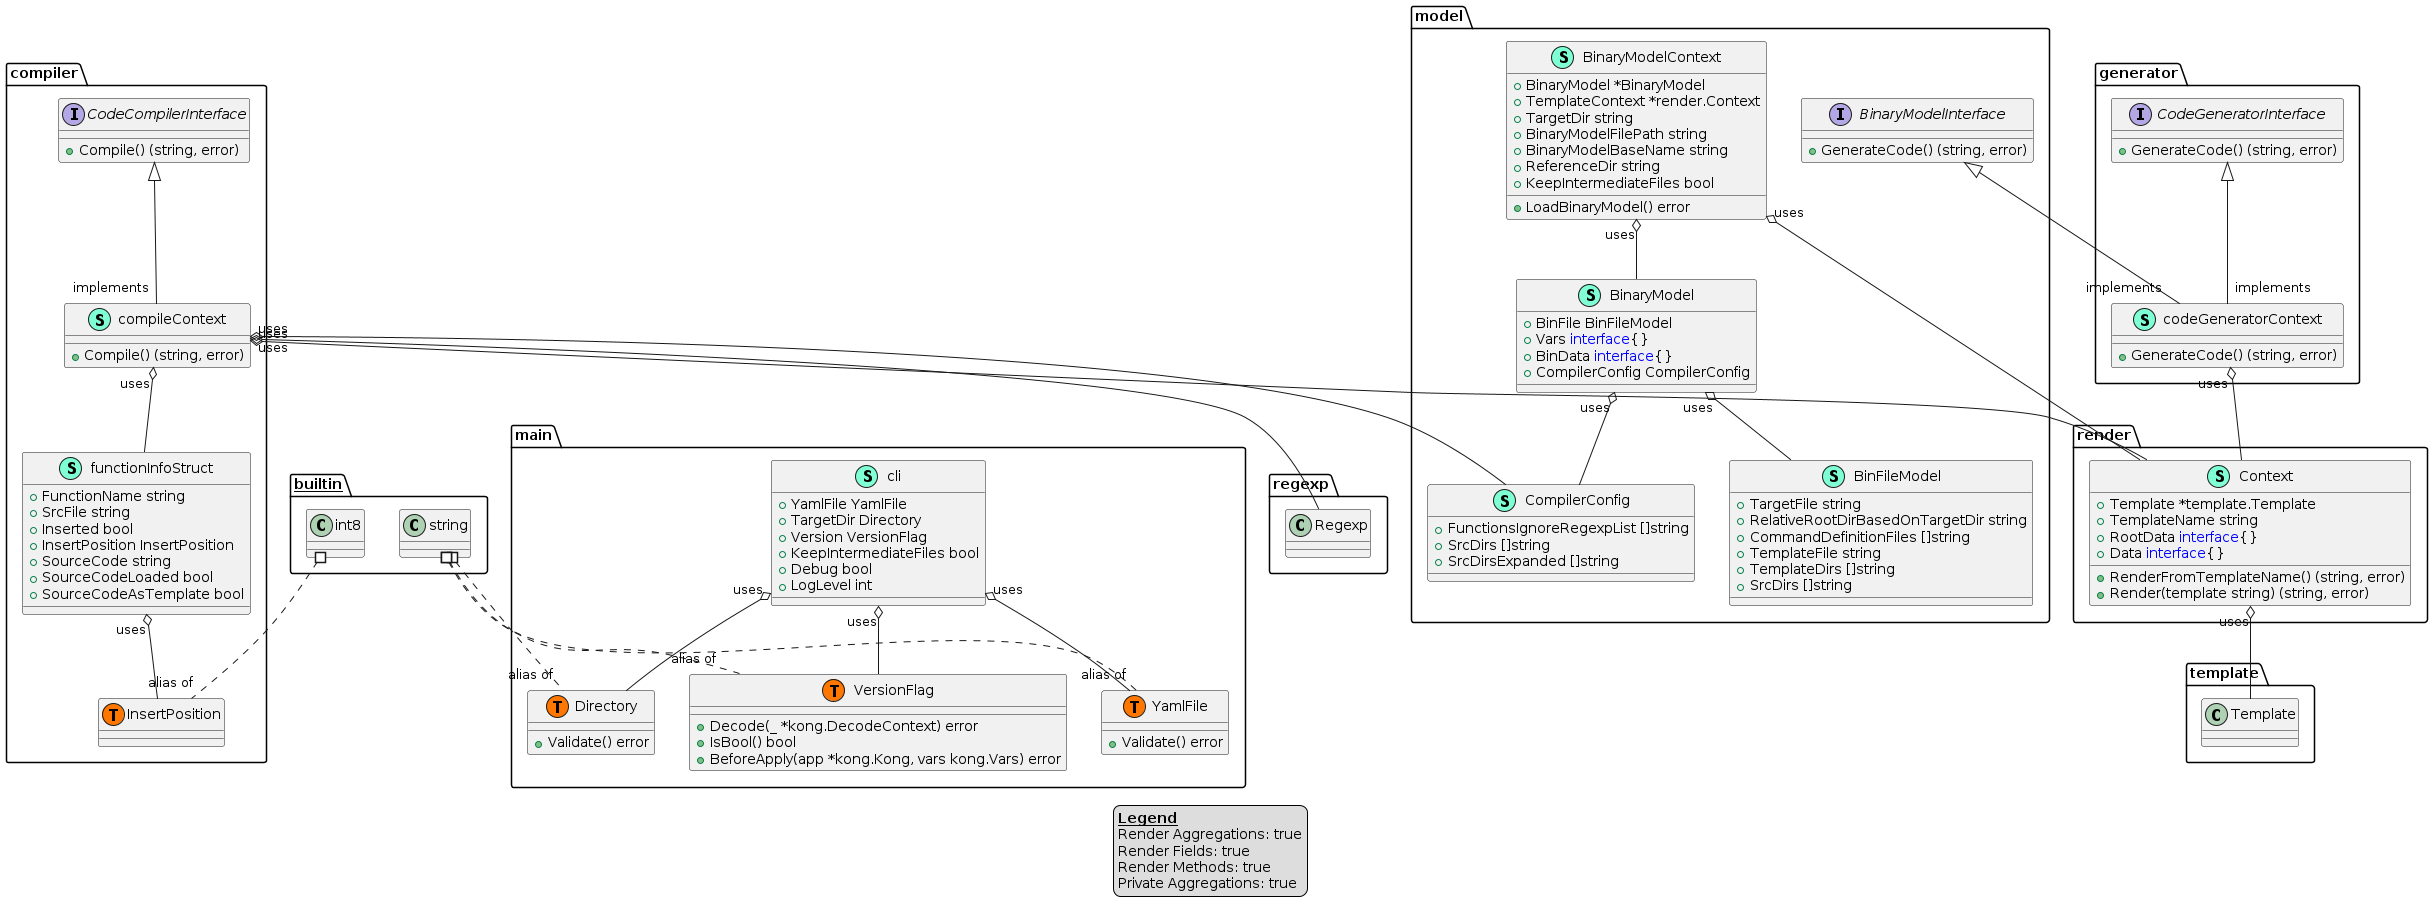 compiler
I CodeCompilerInterface
Compile() (string, error)
implements
S compileContext
Compile() (string, error)
uses
uses
uses
uses
S functionInfoStruct
FunctionName string
SrcFile string
Inserted bool
InsertPosition InsertPosition
SourceCode string
SourceCodeLoaded bool
SourceCodeAsTemplate bool
uses
alias of
T InsertPosition
builtin
C int8
C string
main
S cli
YamlFile YamlFile
TargetDir Directory
Version VersionFlag
KeepIntermediateFiles bool
Debug bool
LogLevel int
uses
uses
uses
alias of
alias of
alias of
T Directory
Validate() error
T VersionFlag
Decode(_ *kong.DecodeContext) error
IsBool() bool
BeforeApply(app *kong.Kong, vars kong.Vars) error
T YamlFile
Validate() error
regexp
C Regexp
model
S BinaryModelContext
BinaryModel *BinaryModel
TemplateContext *render.Context
TargetDir string
BinaryModelFilePath string
BinaryModelBaseName string
ReferenceDir string
KeepIntermediateFiles bool
LoadBinaryModel() error
I BinaryModelInterface
GenerateCode() (string, error)
uses
uses
S BinaryModel
BinFile BinFileModel
Vars interface{}
BinData interface{}
CompilerConfig CompilerConfig
uses
uses
S CompilerConfig
FunctionsIgnoreRegexpList []string
SrcDirs []string
SrcDirsExpanded []string
S BinFileModel
TargetFile string
RelativeRootDirBasedOnTargetDir string
CommandDefinitionFiles []string
TemplateFile string
TemplateDirs []string
SrcDirs []string
generator
I CodeGeneratorInterface
GenerateCode() (string, error)
implements
implements
S codeGeneratorContext
GenerateCode() (string, error)
uses
render
S Context
Template *template.Template
TemplateName string
RootData interface{}
Data interface{}
RenderFromTemplateName() (string, error)
Render(template string) (string, error)
uses
template
C Template
Legend
Render Aggregations: true
Render Fields: true
Render Methods: true
Private Aggregations: true